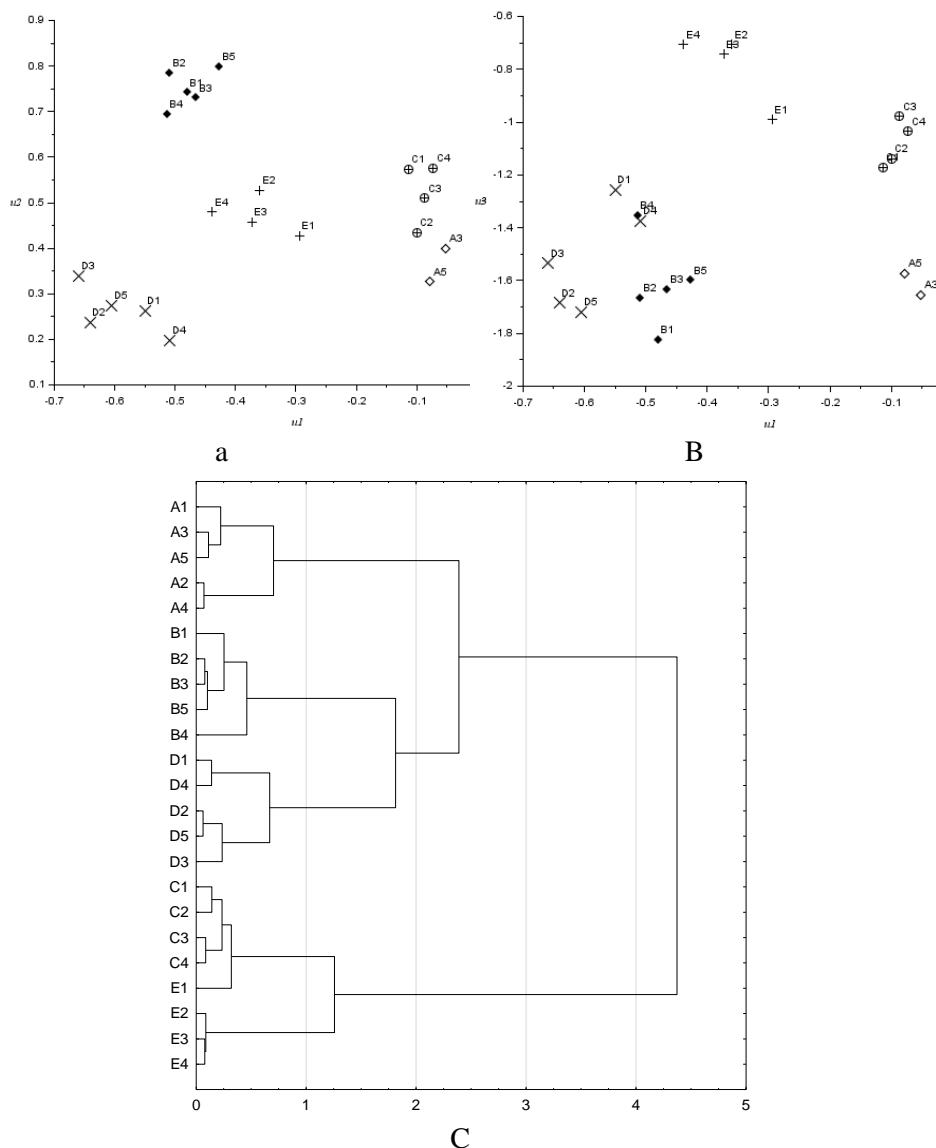 0.9
0.8
0.7
0.6
0.5
0.4
0.3
0.2
0.1
u2
B2
B5
B1
B3
B4
C1
C4
C3
C2
E2
E4
E3
E1
A3
A5
D3
D5
D1
D2
D4
-0.7 -0.6 -0.5 -0.4 -0.3 -0.2 -0.1
u1
a
-0.6
-0.8
-1
-1.2
-1.4
-1.6
-1.8
-2
u3
E4
E2
E3
E1
C3
C4
C2
C1
D1
B4
D4
D3
A5
A3
B5
B3
B2
D2
D5
B1
-0.7 -0.6 -0.5 -0.4 -0.3 -0.2 -0.1
u1
B
A1
A3
A5
A2
A4
B1
B2
B3
B5
B4
D1
D4
D2
D5
D3
C1
C2
C3
C4
E1
E2
E3
E4
0 1 2 3 4 5
C